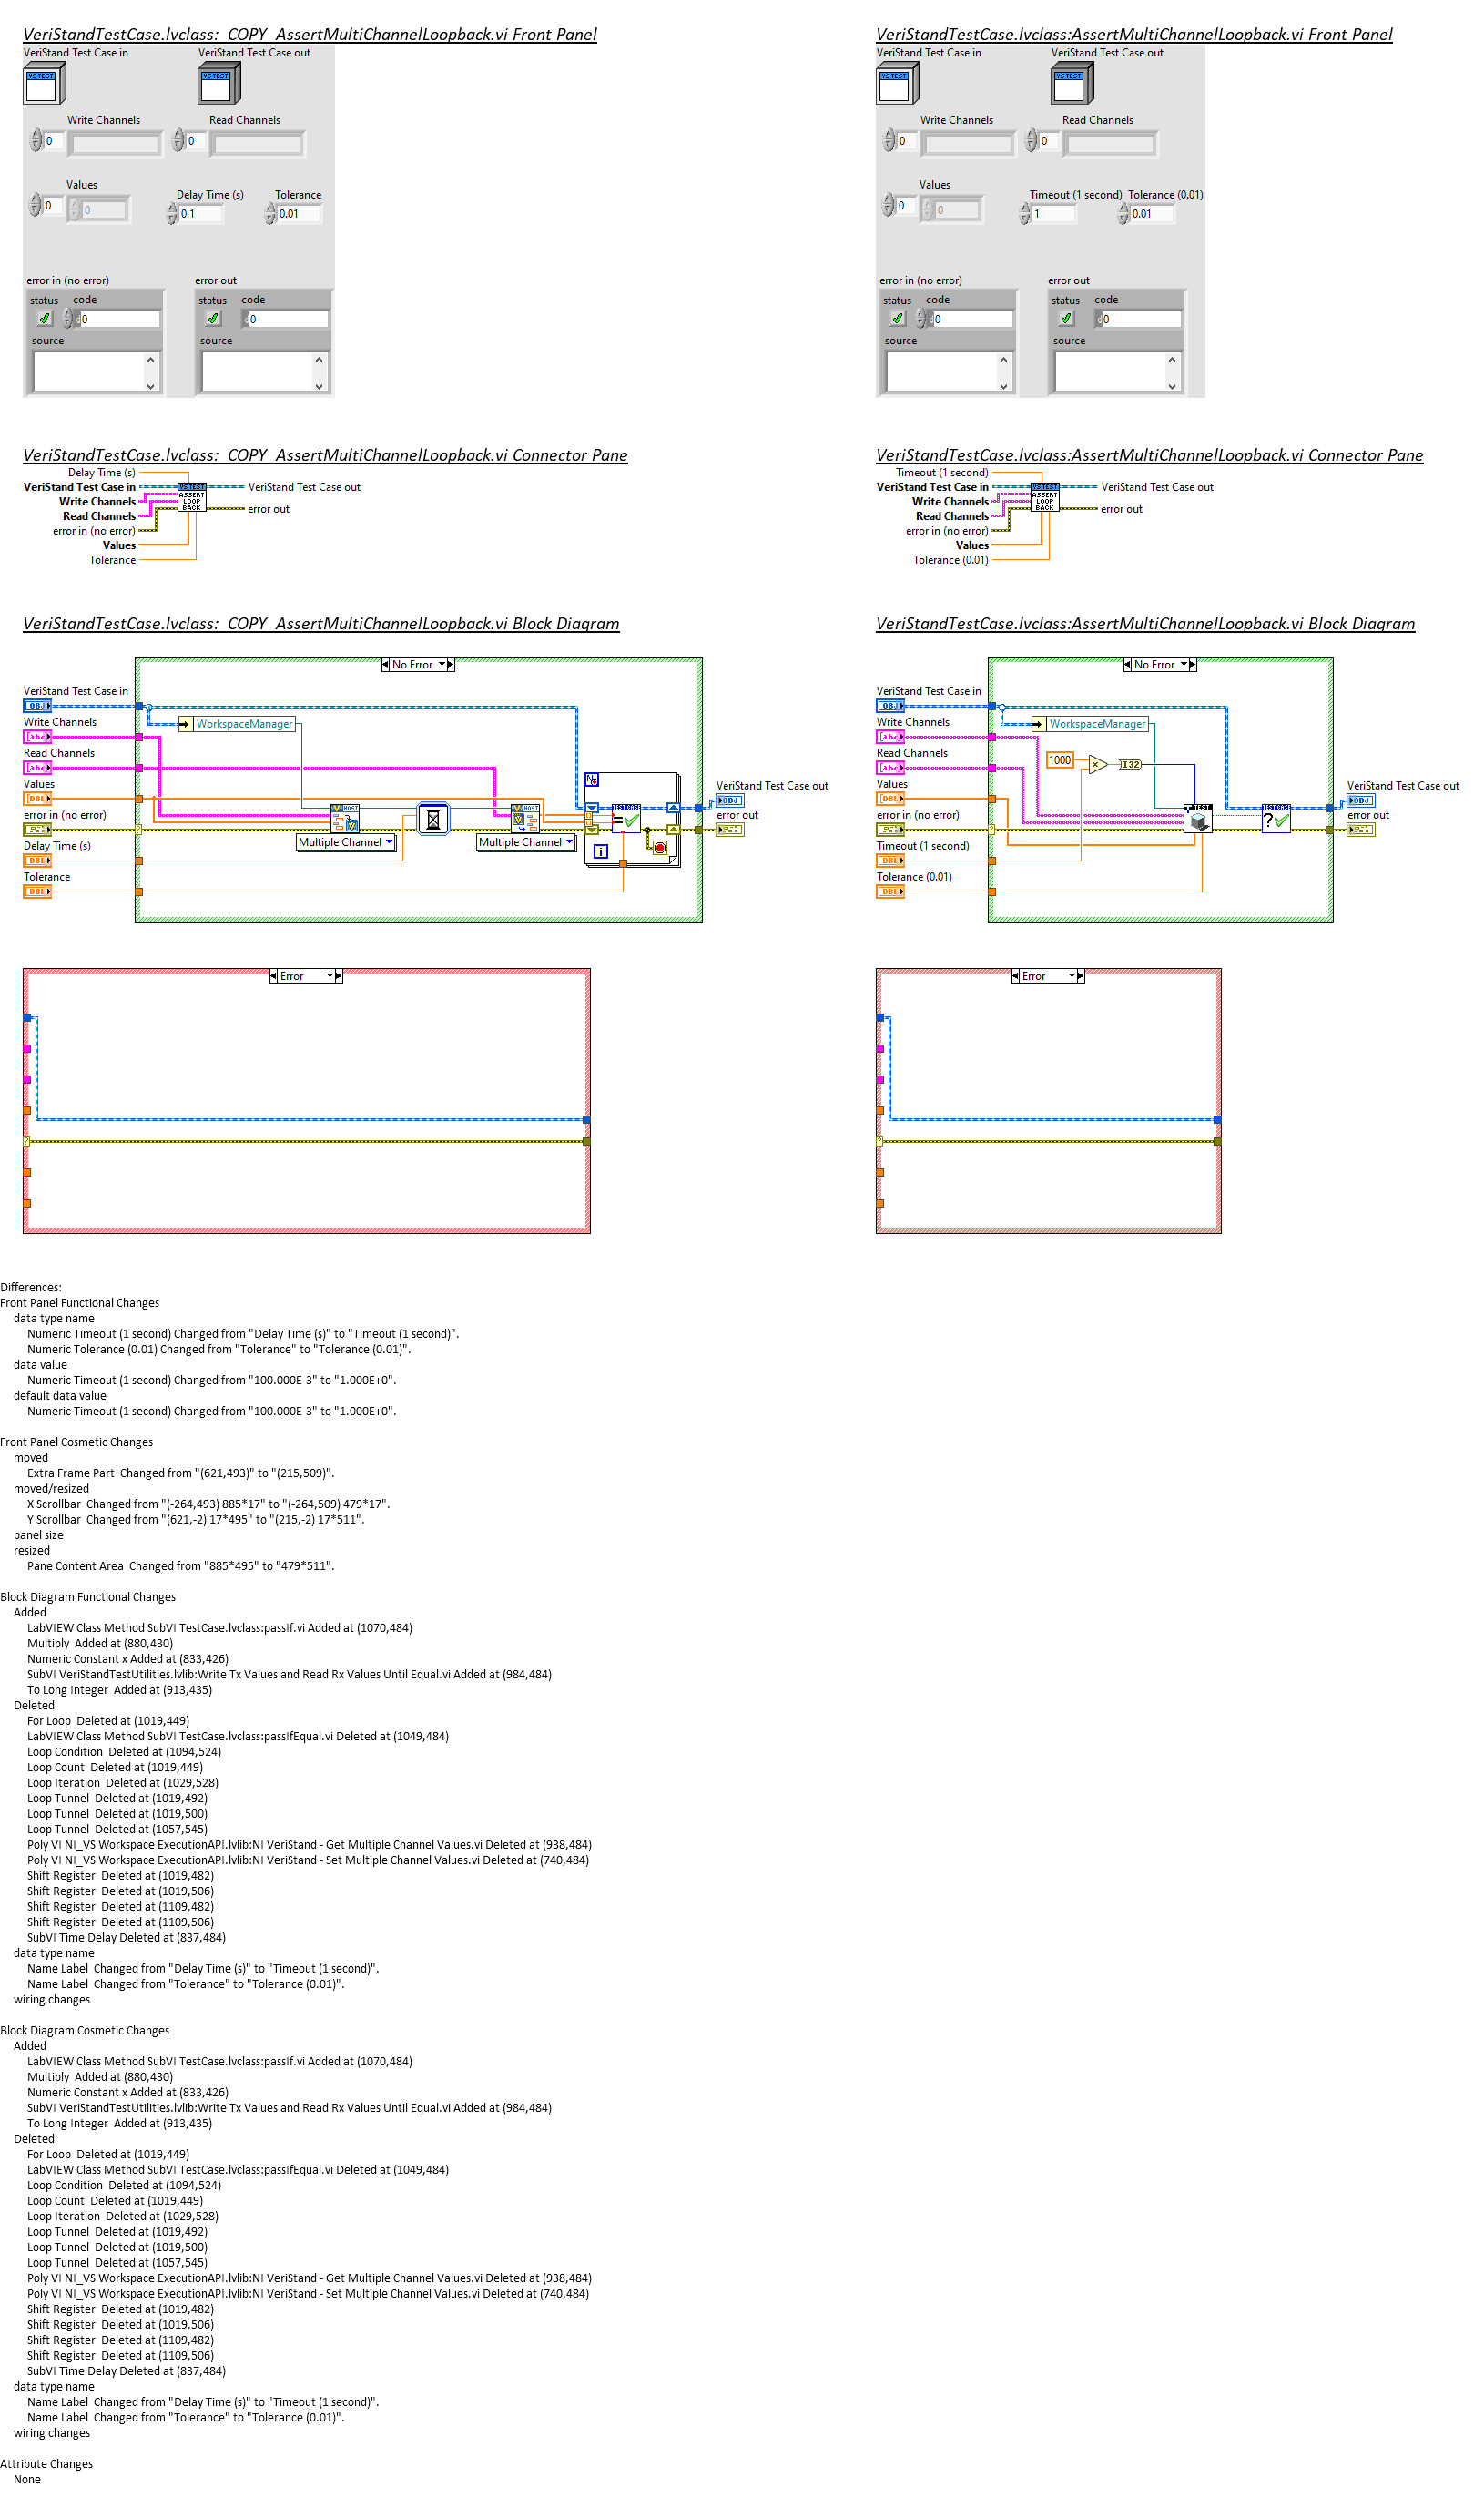 VeriStandTestCase.lvclass:_COPY_AssertMultiChannelLoopback.vi Front Panel
VeriStand Test Case in
VeriStand Test Case out
VS TEST
VS TEST
Write Channels
Read Channels
0
0
Values
Delay Time (s)
Tolerance
0
0
0.1
0.01
error in (no error)
error out
status
code
status
code
0
0
source
source
VeriStandTestCase.lvclass:AssertMultiChannelLoopback.vi Front Panel
VeriStand Test Case in
VeriStand Test Case out
VS TEST
VS TEST
Write Channels
Read Channels
0
0
Values
Timeout (1 second)
Tolerance (0.01)
0
0
1
0.01
error in (no error)
error out
status
code
status
code
0
0
source
source
VeriStandTestCase.lvclass:_COPY_AssertMultiChannelLoopback.vi Connector Pane
Delay Time (s)
VeriStand Test Case in
Write Channels
Read Channels
error in (no error)
Values
Tolerance
VS TEST
ASSERT
LOOP
BACK
VeriStand Test Case out
error out
VeriStandTestCase.lvclass:AssertMultiChannelLoopback.vi Connector Pane
Timeout (1 second)
VeriStand Test Case in
Write Channels
Read Channels
error in (no error)
Values
Tolerance (0.01)
VS TEST
ASSERT
LOOP
BACK
VeriStand Test Case out
error out
VeriStandTestCase.lvclass:_COPY_AssertMultiChannelLoopback.vi Block Diagram
No Error
VeriStand Test Case in
OBJ
WorkspaceManager
Write Channels
abc
Read Channels
abc
Values
DBL
error in (no error)
Delay Time (s)
DBL
Tolerance
DBL
HOST
Multiple Channel
HOST
Multiple Channel
N
TEST CASE
i
VeriStand Test Case out
OBJ
error out
Error
VeriStandTestCase.lvclass:AssertMultiChannelLoopback.vi Block Diagram
No Error
VeriStand Test Case in
OBJ
WorkspaceManager
Write Channels
abc
Read Channels
abc
1000
x
I32
Values
DBL
error in (no error)
Timeout (1 second)
DBL
Tolerance (0.01)
DBL
TEST
TEST CASE
?
VeriStand Test Case out
OBJ
error out
Error
Differences:
Front Panel Functional Changes
data type name
Numeric Timeout (1 second) Changed from "Delay Time (s)" to "Timeout (1 second)".
Numeric Tolerance (0.01) Changed from "Tolerance" to "Tolerance (0.01)".
data value
Numeric Timeout (1 second) Changed from "100.000E-3" to "1.000E+0".
default data value
Numeric Timeout (1 second) Changed from "100.000E-3" to "1.000E+0".
Front Panel Cosmetic Changes
moved
Extra Frame Part  Changed from "(621,493)" to "(215,509)".
moved/resized
X Scrollbar  Changed from "(-264,493) 885*17" to "(-264,509) 479*17".
Y Scrollbar  Changed from "(621,-2) 17*495" to "(215,-2) 17*511".
panel size
resized
Pane Content Area  Changed from "885*495" to "479*511".
Block Diagram Functional Changes
Added
LabVIEW Class Method SubVI TestCase.lvclass:passIf.vi Added at (1070,484)
Multiply  Added at (880,430)
Numeric Constant x Added at (833,426)
SubVI VeriStandTestUtilities.lvlib:Write Tx Values and Read Rx Values Until Equal.vi Added at (984,484)
To Long Integer  Added at (913,435)
Deleted
For Loop  Deleted at (1019,449)
LabVIEW Class Method SubVI TestCase.lvclass:passIfEqual.vi Deleted at (1049,484)
Loop Condition  Deleted at (1094,524)
Loop Count  Deleted at (1019,449)
Loop Iteration  Deleted at (1029,528)
Loop Tunnel  Deleted at (1019,492)
Loop Tunnel  Deleted at (1019,500)
Loop Tunnel  Deleted at (1057,545)
Poly VI NI_VS Workspace ExecutionAPI.lvlib:NI VeriStand - Get Multiple Channel Values.vi Deleted at (938,484)
Poly VI NI_VS Workspace ExecutionAPI.lvlib:NI VeriStand - Set Multiple Channel Values.vi Deleted at (740,484)
Shift Register  Deleted at (1019,482)
Shift Register  Deleted at (1019,506)
Shift Register  Deleted at (1109,482)
Shift Register  Deleted at (1109,506)
SubVI Time Delay Deleted at (837,484)
data type name
Name Label  Changed from "Delay Time (s)" to "Timeout (1 second)".
Name Label  Changed from "Tolerance" to "Tolerance (0.01)".
wiring changes
Block Diagram Cosmetic Changes
Added
LabVIEW Class Method SubVI TestCase.lvclass:passIf.vi Added at (1070,484)
Multiply  Added at (880,430)
Numeric Constant x Added at (833,426)
SubVI VeriStandTestUtilities.lvlib:Write Tx Values and Read Rx Values Until Equal.vi Added at (984,484)
To Long Integer  Added at (913,435)
Deleted
For Loop  Deleted at (1019,449)
LabVIEW Class Method SubVI TestCase.lvclass:passIfEqual.vi Deleted at (1049,484)
Loop Condition  Deleted at (1094,524)
Loop Count  Deleted at (1019,449)
Loop Iteration  Deleted at (1029,528)
Loop Tunnel  Deleted at (1019,492)
Loop Tunnel  Deleted at (1019,500)
Loop Tunnel  Deleted at (1057,545)
Poly VI NI_VS Workspace ExecutionAPI.lvlib:NI VeriStand - Get Multiple Channel Values.vi Deleted at (938,484)
Poly VI NI_VS Workspace ExecutionAPI.lvlib:NI VeriStand - Set Multiple Channel Values.vi Deleted at (740,484)
Shift Register  Deleted at (1019,482)
Shift Register  Deleted at (1019,506)
Shift Register  Deleted at (1109,482)
Shift Register  Deleted at (1109,506)
SubVI Time Delay Deleted at (837,484)
data type name
Name Label  Changed from "Delay Time (s)" to "Timeout (1 second)".
Name Label  Changed from "Tolerance" to "Tolerance (0.01)".
wiring changes
Attribute Changes
None